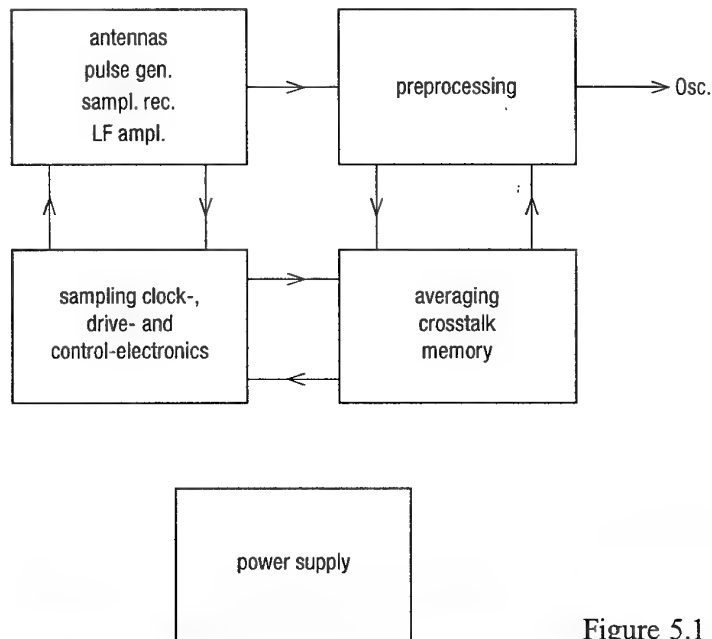 antennas
pulse gen.
sampl. rec.
LF ampl.
preprocessing
Osc.
sampling clock-,
drive- and
control-electronics
averaging
crosstalk
memory
power supply
Figure 5.1